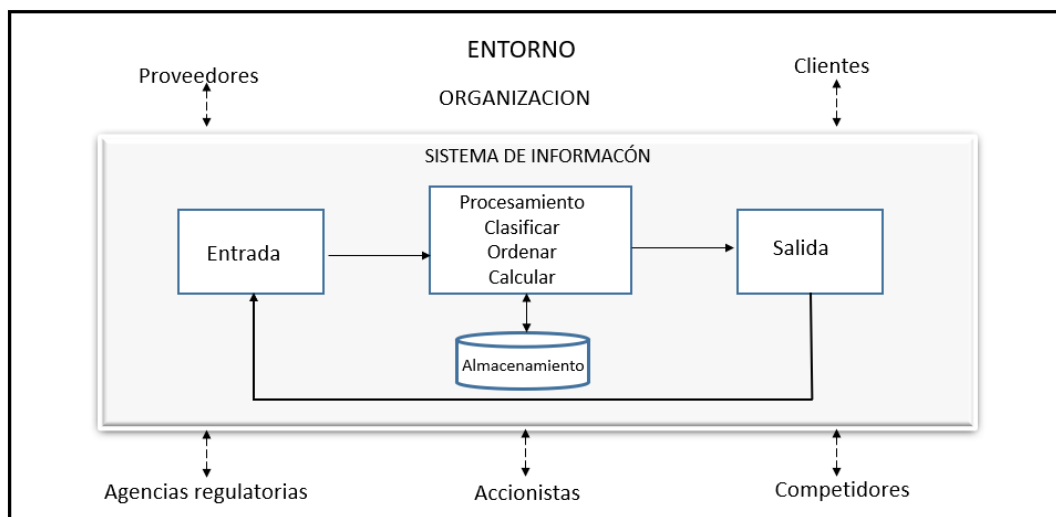 ENTORNO
Proveedores
Clientes
ORGANIZACION
SISTEMA DE INFORMACÓN
Entrada
Procesamiento
Clasificar
Ordenar
Calcular
Salida
Almacenamiento
Agencias regulatorias
Accionistas
Competidores